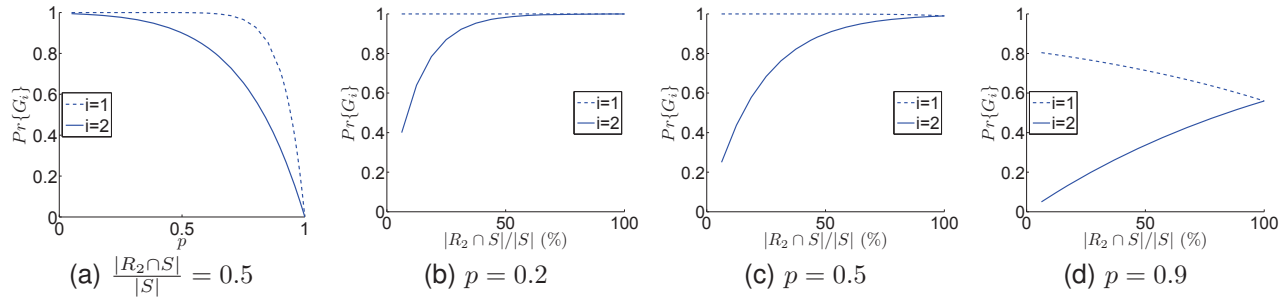 1
0.8
0.6
0.4
0.2
0
Pr{G_i}
i=1
i=2
0
0.5
1
p
(a) |R_2∩S| / |S| = 0.5
1
0.8
0.6
0.4
0.2
0
Pr{G_i}
i=1
i=2
0
50
100
|R_2 ∩ S|/|S| (%)
(b) p = 0.2
1
0.8
0.6
0.4
0.2
0
Pr{G_i}
i=1
i=2
0
50
100
|R_2 ∩ S|/|S| (%)
(c) p = 0.5
1
0.8
0.6
0.4
0.2
0
Pr{G_i}
i=1
i=2
0
50
100
|R_2 ∩ S|/|S| (%)
(d) p = 0.9